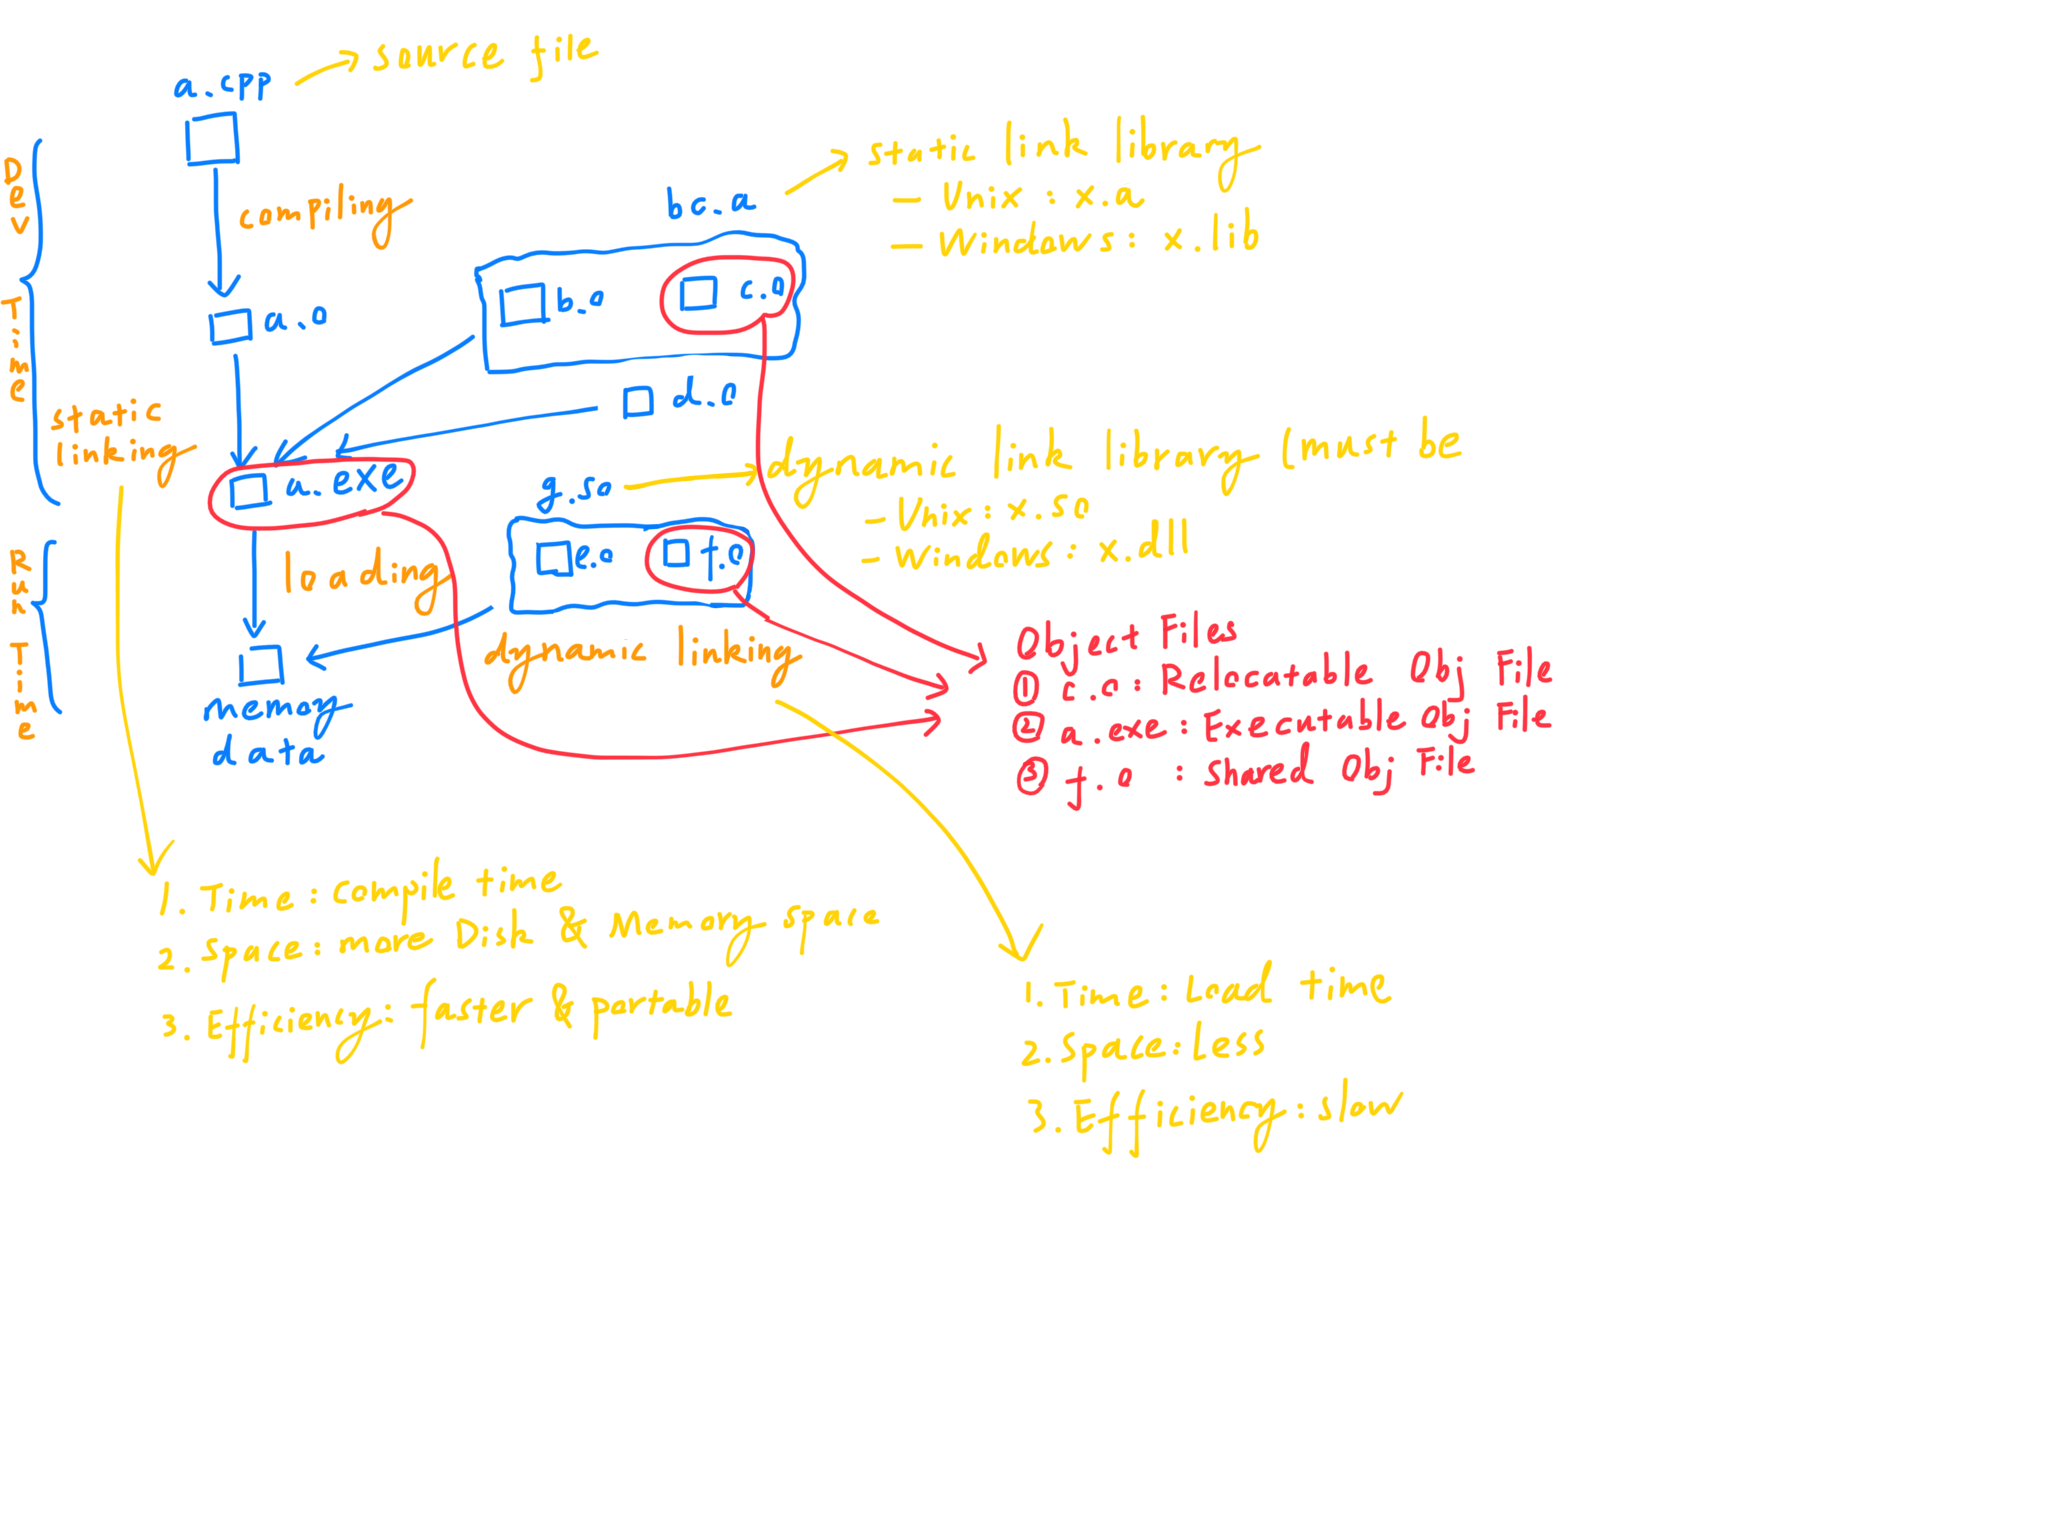 a.cpp
source file
Dev Time
compiling
bc.a
static link library
- Unix : x.a
- Windows : x.lib
a.o
b.o
c.o
d.o
static
linking
a.exe
g.so
dynamic link library (must be
- Unix : x.so
- Windows : x.dll
Run Time
loading
e.o
f.o
dynamic linking
memory
data
Object Files
① c.o : Relocatable Obj File
② a.exe : Executable Obj File
③ f.o : Shared Obj File
1. Time : compile time
2. Space : more Disk & Memory space
3. Efficiency : faster & portable
1. Time : Load time
2. Space : Less
3. Efficiency : slow